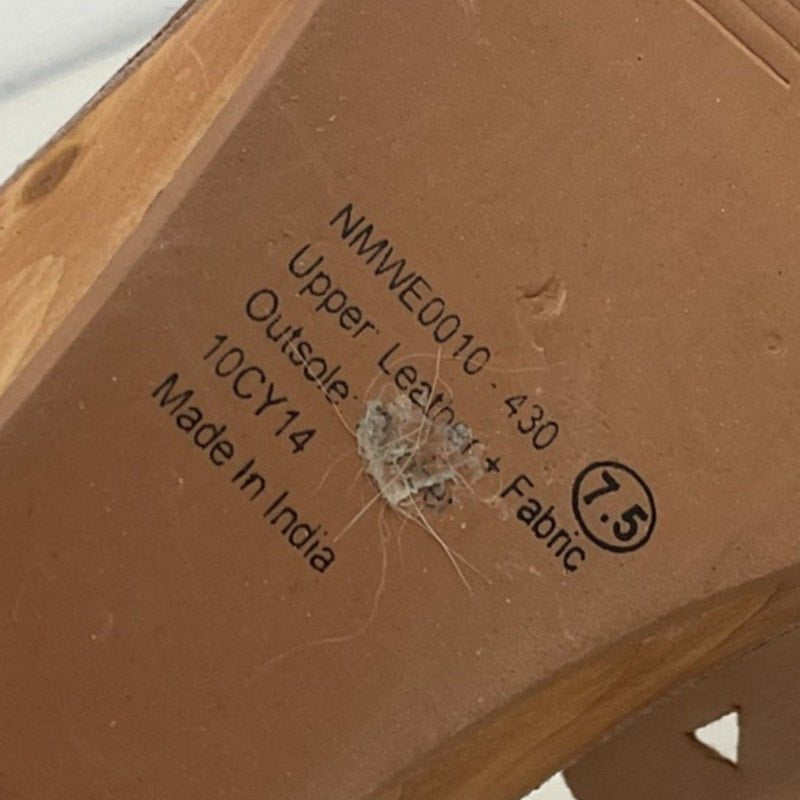 NMWE0010 - 430
Upper: Leather + Fabric
7.5
Outsole:
10CY14
Made In India